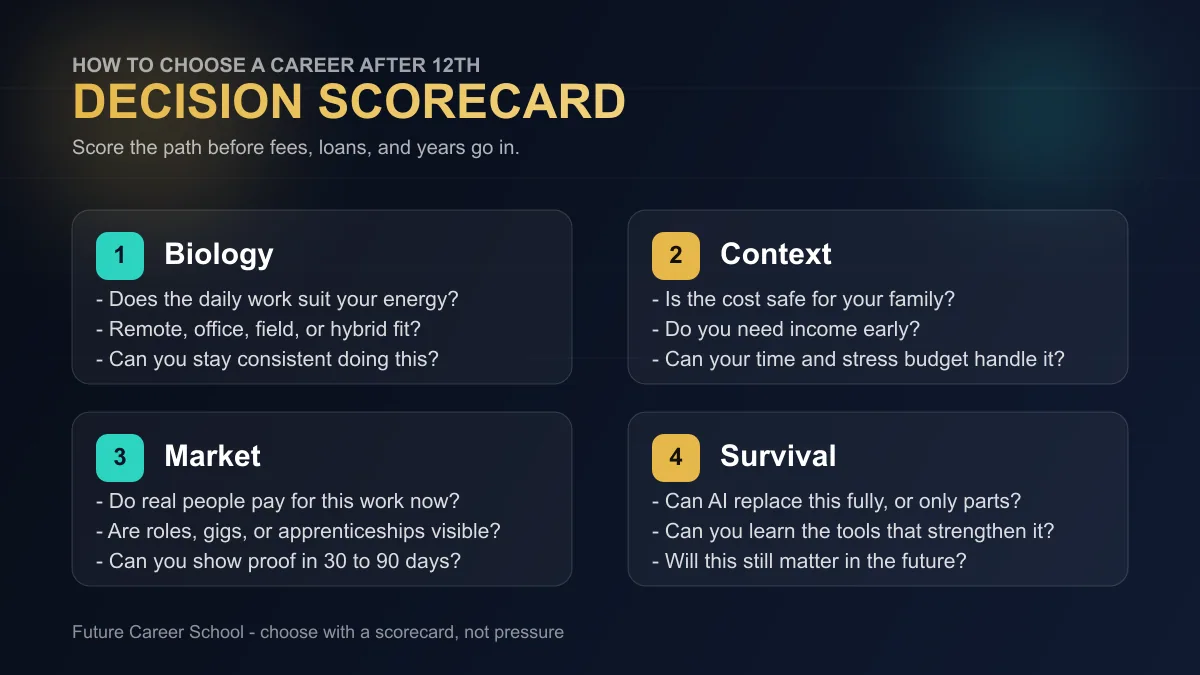 HOW TO CHOOSE A CAREER AFTER 12TH
DECISION SCORECARD
Score the path before fees, loans, and years go in.
1
Biology
- Does the daily work suit your energy?
- Remote, office, field, or hybrid fit?
- Can you stay consistent doing this?
2
Context
- Is the cost safe for your family?
- Do you need income early?
- Can your time and stress budget handle it?
3
Market
- Do real people pay for this work now?
- Are roles, gigs, or apprenticeships visible?
- Can you show proof in 30 to 90 days?
4
Survival
- Can AI replace this fully, or only parts?
- Can you learn the tools that strengthen it?
- Will this still matter in the future?
Future Career School - choose with a scorecard, not pressure